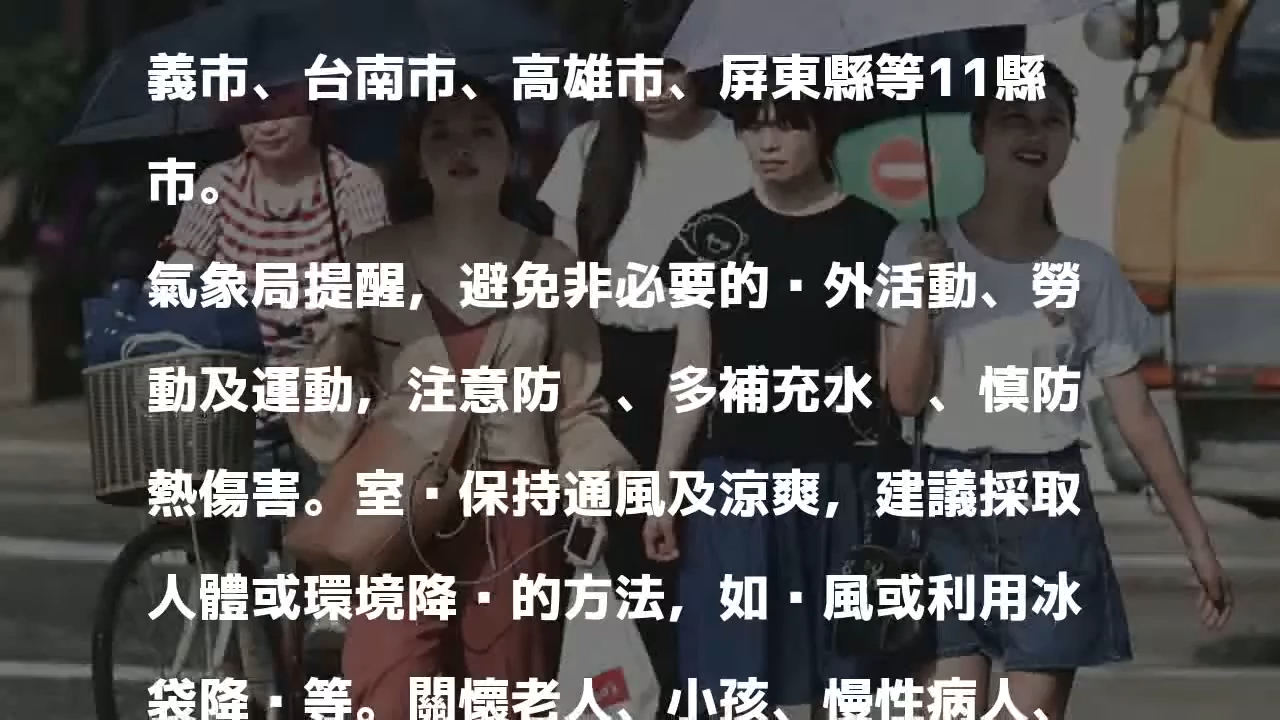 義市、台南市、高雄市、屏東縣等11縣
市。
氣象局提醒，避免非必要的▪外活動、勞
動及運動，注意防　、多補充水　、慎防
熱傷害。室▪保持通風及涼爽，建議採取
人體或環境降▪的方法，如▪風或利用冰
袋降▪等。關懷老人、小孩、慢性病人、